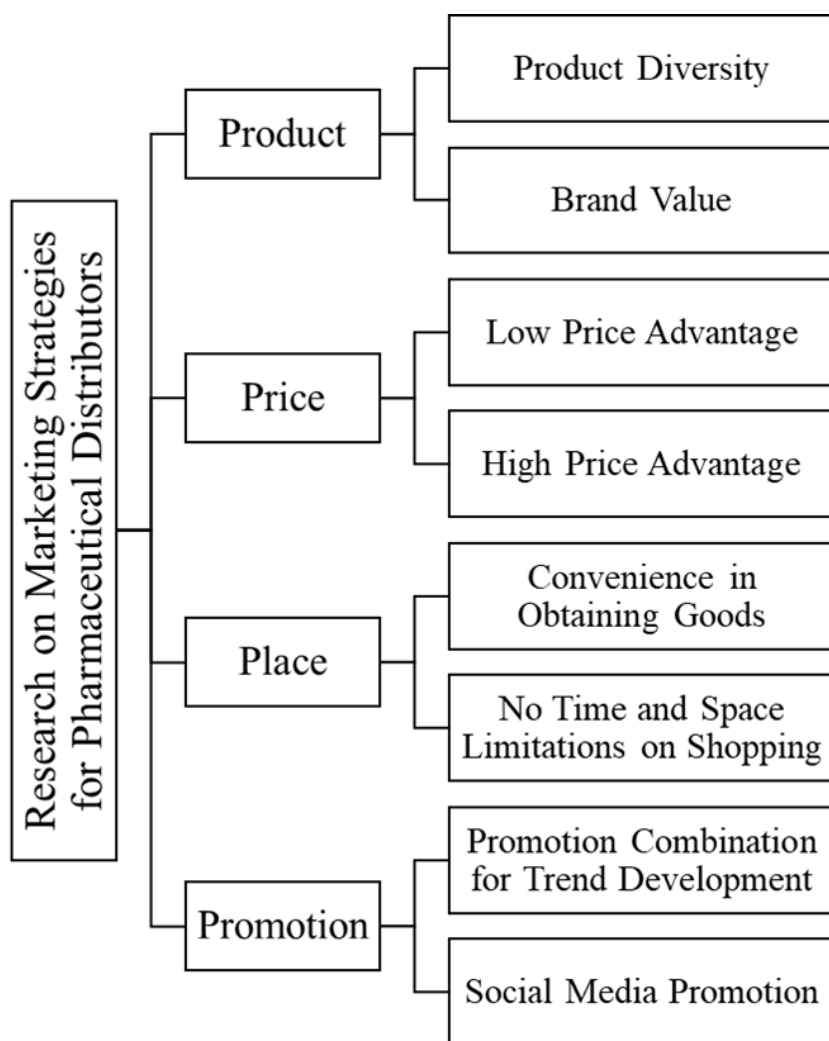 Research on Marketing Strategies
for Pharmaceutical Distributors
Product
Product Diversity
Brand Value
Price
Low Price Advantage
High Price Advantage
Place
Convenience in
Obtaining Goods
No Time and Space
Limitations on Shopping
Promotion
Promotion Combination
for Trend Development
Social Media Promotion